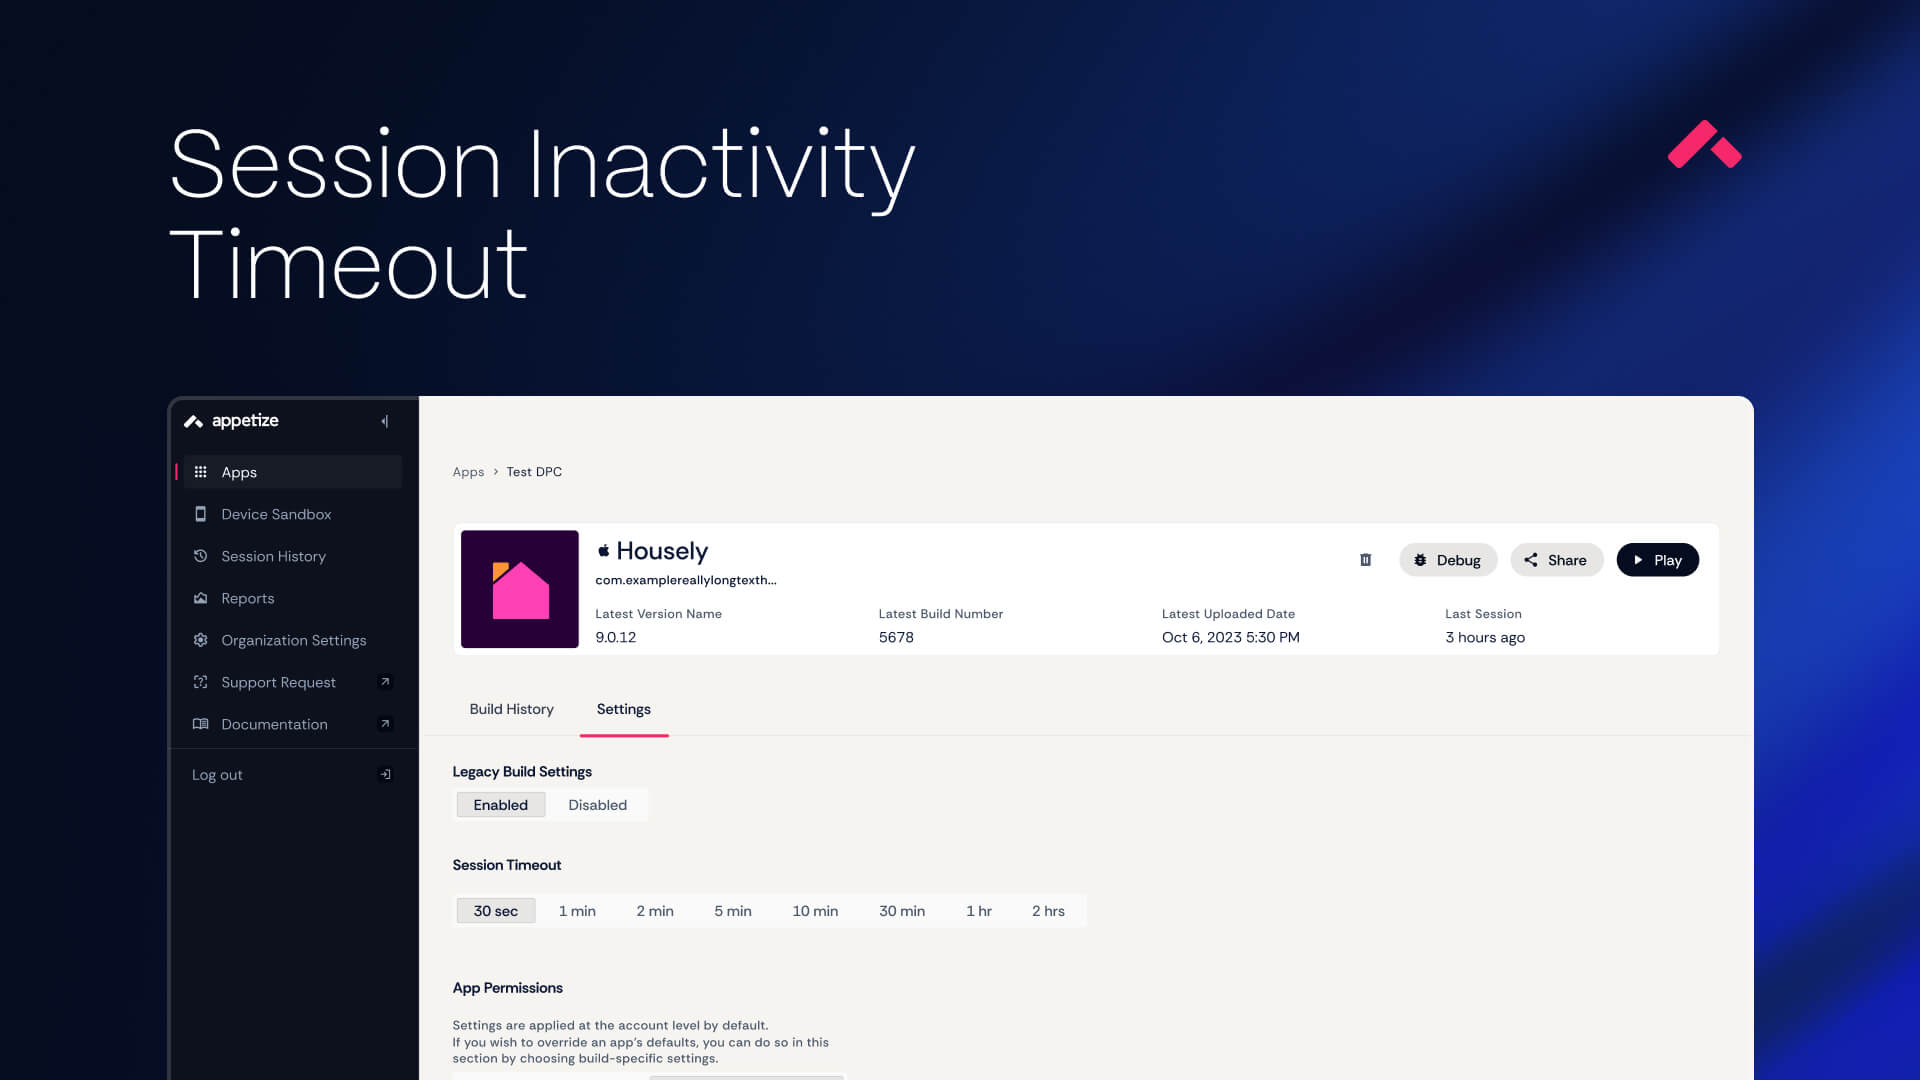 Session Inactivity
Timeout
appetize
Apps
Device Sandbox
Session History
Reports
Organization Settings
Support Request
Documentation
Log out
Apps > Test DPC
Housely
com.examplereallylongtexth...
Debug
Share
Play
Latest Version Name
9.0.12
Latest Build Number
5678
Latest Uploaded Date
Oct 6, 2023 5:30 PM
Last Session
3 hours ago
Build History
Settings
Legacy Build Settings
Enabled
Disabled
Session Timeout
30 sec
1 min
2 min
5 min
10 min
30 min
1 hr
2 hrs
App Permissions
Settings are applied at the account level by default.
If you wish to override an app's defaults, you can do so in this
section by choosing build-specific settings.